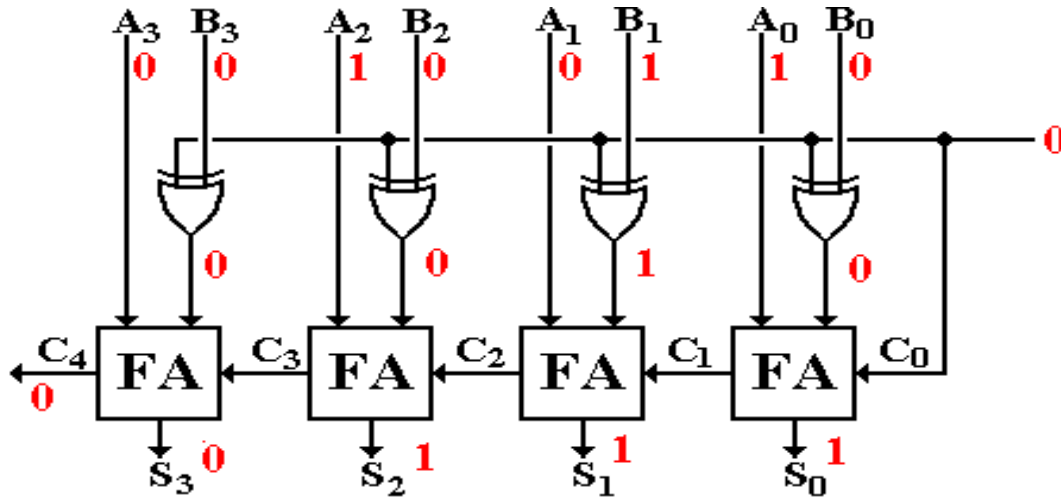 A3 B3 A2 B2 A1 B1 A0 B0
0 0 1 0 0 1 1 0
0
0 0 1 0
C4 FA C3 FA C2 FA C1 FA C0
0
S3 0 S2 1 S1 1 S0 1